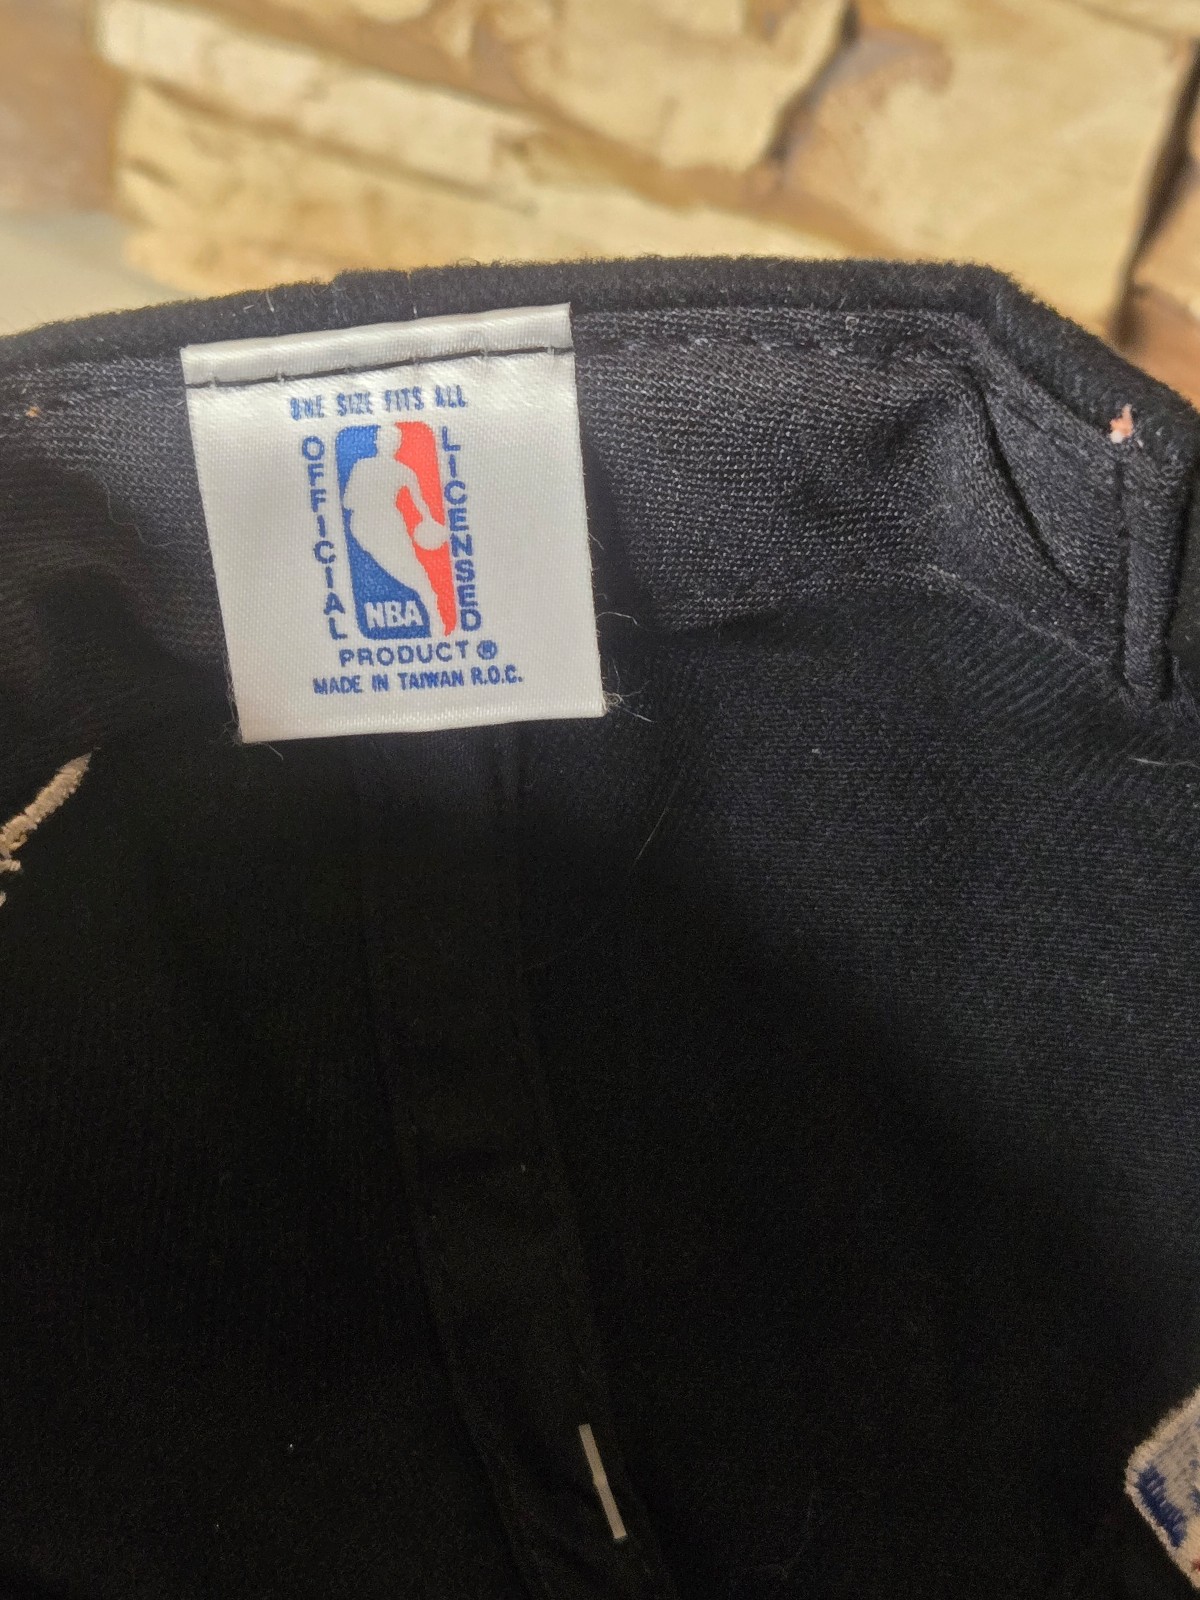 ONE SIZE FITS ALL
OFFICIAL
NBA
LICENSED
PRODUCT ®
MADE IN TAIWAN R.O.C.